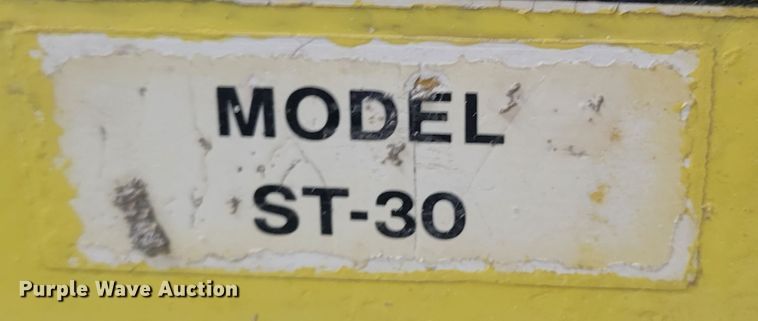 MODEL
ST-30
Purple Wave Auction